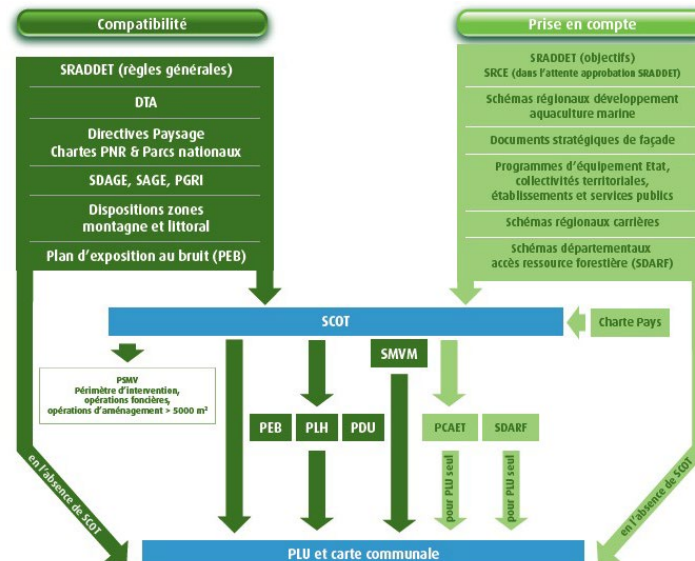 Compatibilité
SRADDET (règles générales)
DTA
Directives Paysage
Chartes PNR & Parcs nationaux
SDAGE, SAGE, PGRI
Dispositions zones
montagne et littoral
Plan d'exposition au bruit (PEB)
Prise en compte
SRADDET (objectifs)
SRCE (dans l'attente approbation SRADDET)
Schémas régionaux développement
aquaculture marine
Documents stratégiques de façade
Programmes d'équipement Etat,
collectivités territoriales,
établissements et services publics
Schémas régionaux carrières
Schémas départementaux
accès ressource forestière (SDARF)
SCOT
Charte Pays
PSMV
Périmètre d'intervention,
opérations foncières,
opérations d'aménagement > 5000 m²
SMVM
PEB
PLH
PDU
PCAET
SDARF
en l'absence de SCOT
pour PLU seul
pour PLU seul
en l'absence de SCOT
PLU et carte communale